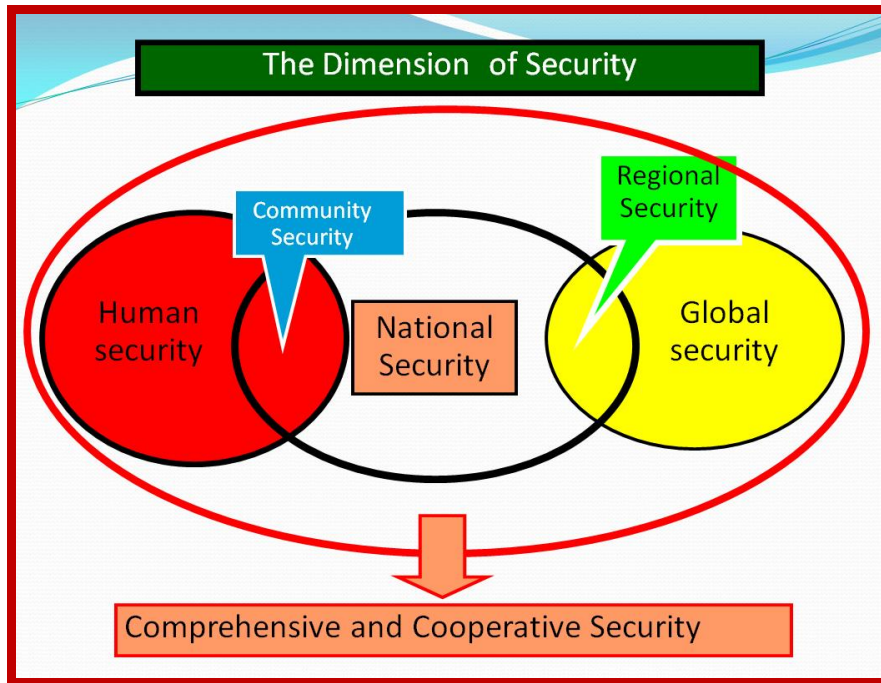 The Dimension of Security
Regional
Security
Community
Security
Human
security
National
Security
Global
security
Comprehensive and Cooperative Security